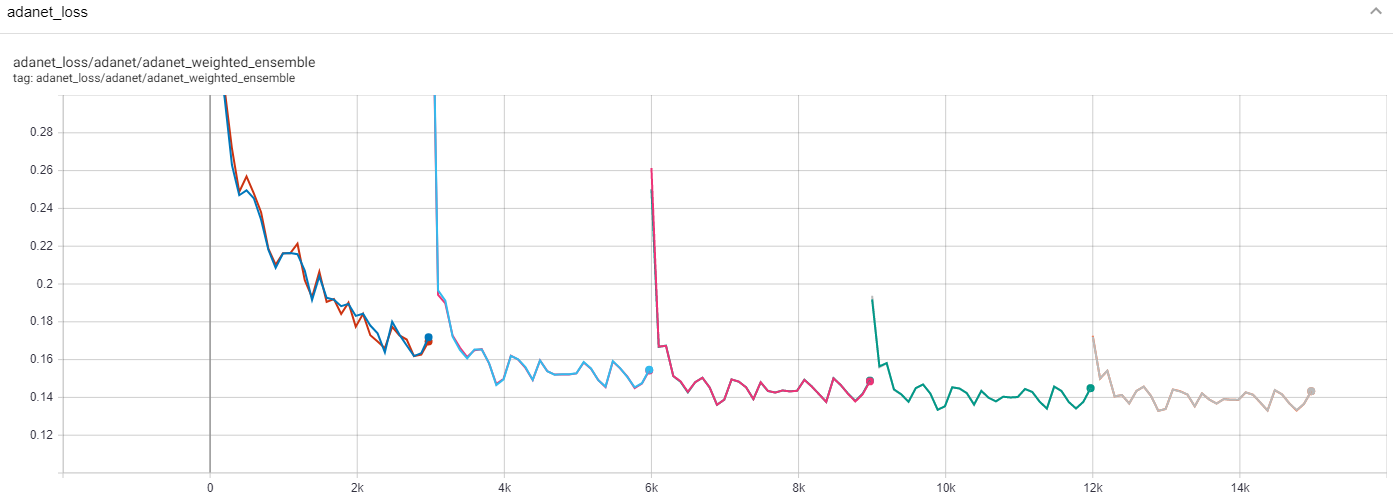 adanet_loss
adanet_loss/adanet/adanet_weighted_ensemble
tag: adanet_loss/adanet/adanet_weighted_ensemble
0.28
0.26
0.24
0.22
0.2
0.18
0.16
0.14
0.12
0 2k 4k 6k 8k 10k 12k 14k